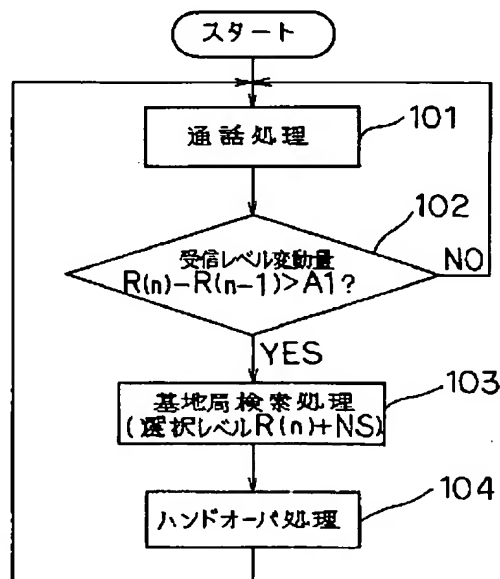 スタート
通話処理
101
102
受信レベル変動量
R(n)-R(n-1)>A1?
NO
YES
103
基地局検索処理
(選択レベルR(n)+NS)
104
ハンドオーバ処理